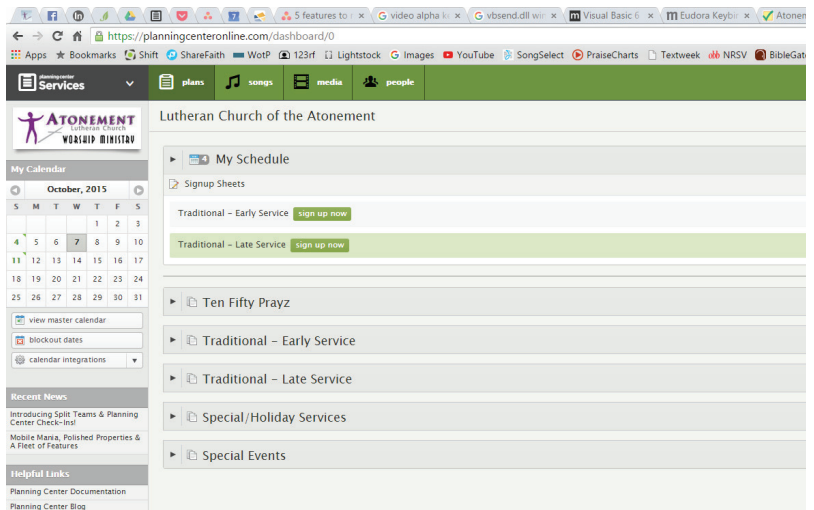 5 features to r
video alpha k
vbsend.dll wir
Visual Basic 6
Eudora Keybir
Atonem
https://planningcenteronline.com/dashboard/0
Apps Bookmarks Shift ShareFaith WotP 123rf Lightstock Images YouTube SongSelect PraiseCharts Textweek NRSV BibleGat
planning center
Services
plans songs media people
ATONEMENT
Lutheran Church
WORSHIP MINISTRY
Lutheran Church of the Atonement
My Schedule
Signup Sheets
Traditional - Early Service sign up now
Traditional - Late Service sign up now
Ten Fifty Prayz
Traditional - Early Service
Traditional - Late Service
Special/Holiday Services
Special Events
My Calendar
October, 2015
S M T W T F S
1 2 3
4 5 6 7 8 9 10
11 12 13 14 15 16 17
18 19 20 21 22 23 24
25 26 27 28 29 30 31
view master calendar
blockout dates
calendar integrations
Recent News
Introducing Split Teams & Planning
Center Check-Ins!
Mobile Mania, Polished Properties &
A Fleet of Features
Helpful Links
Planning Center Documentation
Planning Center Blog